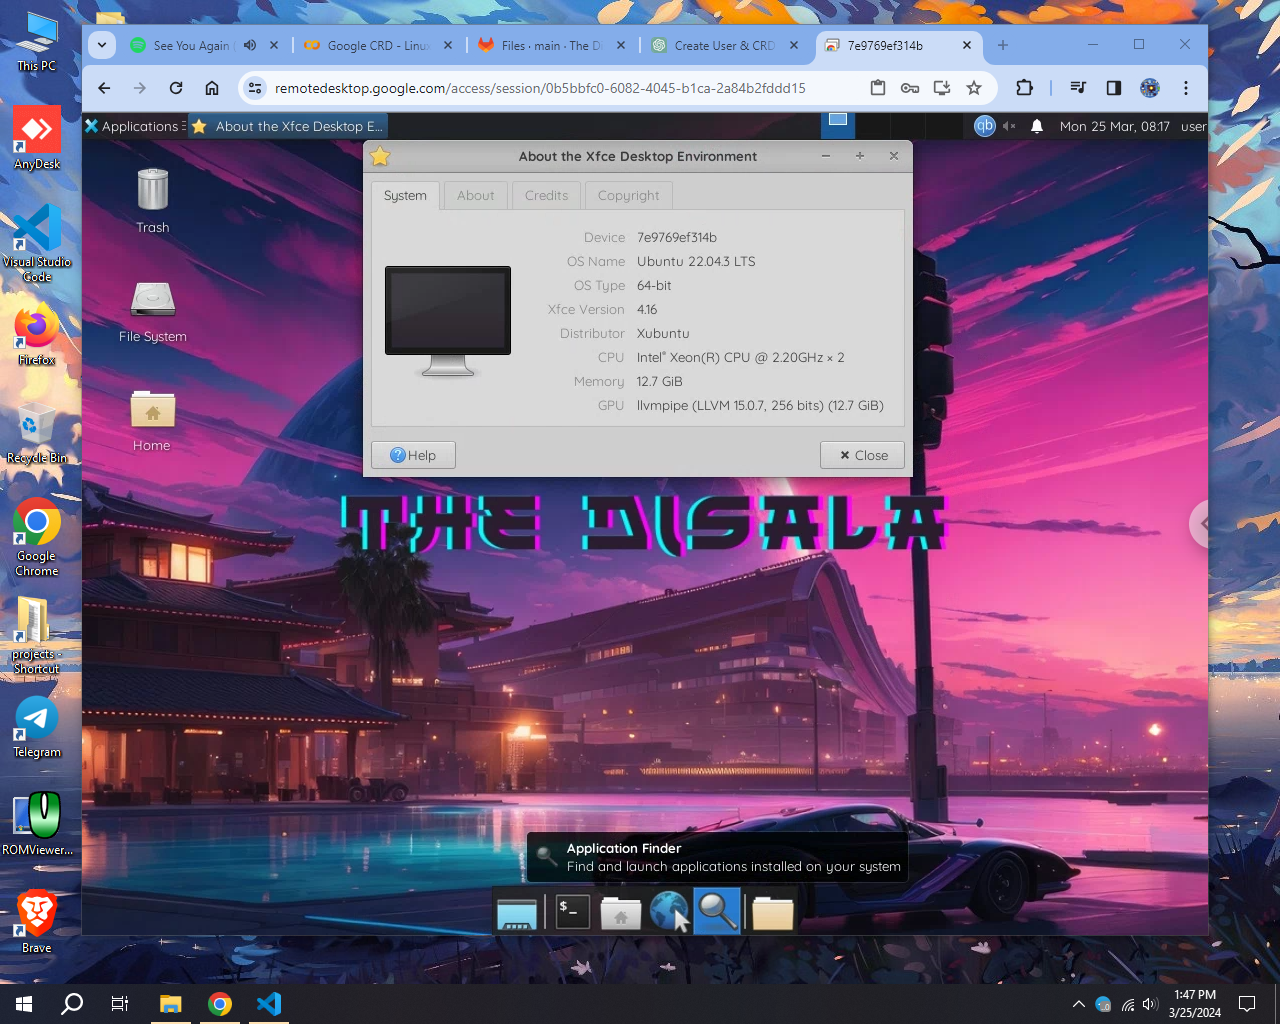 This PC
AnyDesk
Visual Studio
Code
Firefox
Recycle Bin
Google
Chrome
projects -
Shortcut
Telegram
ROMViewer...
Brave
See You Again
Google CRD - Linu
Files · main · The D
Create User & CRD
7e9769ef314b
remotedesktop.google.com/access/session/0b5bbfc0-6082-4045-b1ca-2a84b2fddd15
Applications
About the Xfce Desktop E...
qb
Mon 25 Mar, 08:17
user
Trash
File System
Home
About the Xfce Desktop Environment
System
About
Credits
Copyright
Device 7e9769ef314b
OS Name Ubuntu 22.04.3 LTS
OS Type 64-bit
Xfce Version 4.16
Distributor Xubuntu
CPU Intel® Xeon(R) CPU @ 2.20GHz × 2
Memory 12.7 GiB
GPU llvmpipe (LLVM 15.0.7, 256 bits) (12.7 GiB)
Help
Close
THE DISALA
Application Finder
Find and launch applications installed on your system
$_
1:47 PM
3/25/2024